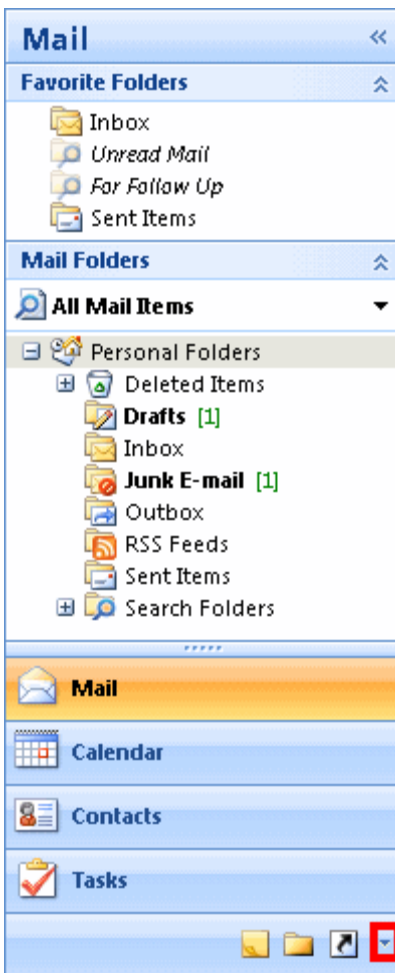 Mail
Favorite Folders
Inbox
Unread Mail
For Follow Up
Sent Items
Mail Folders
All Mail Items
Personal Folders
Deleted Items
Drafts [1]
Inbox
Junk E-mail [1]
Outbox
RSS Feeds
Sent Items
Search Folders
Mail
Calendar
Contacts
Tasks